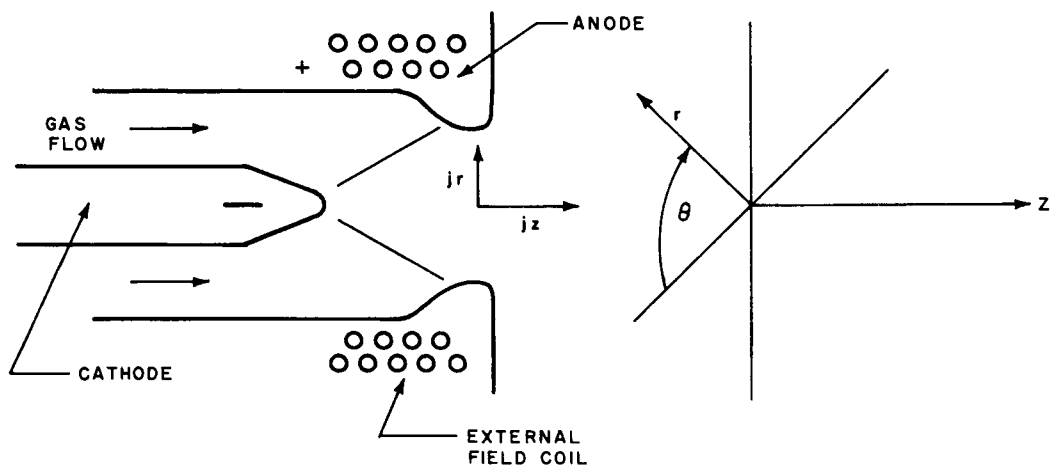 ANODE
+
GAS
FLOW
jr
jz
CATHODE
EXTERNAL
FIELD COIL
r
θ
Z